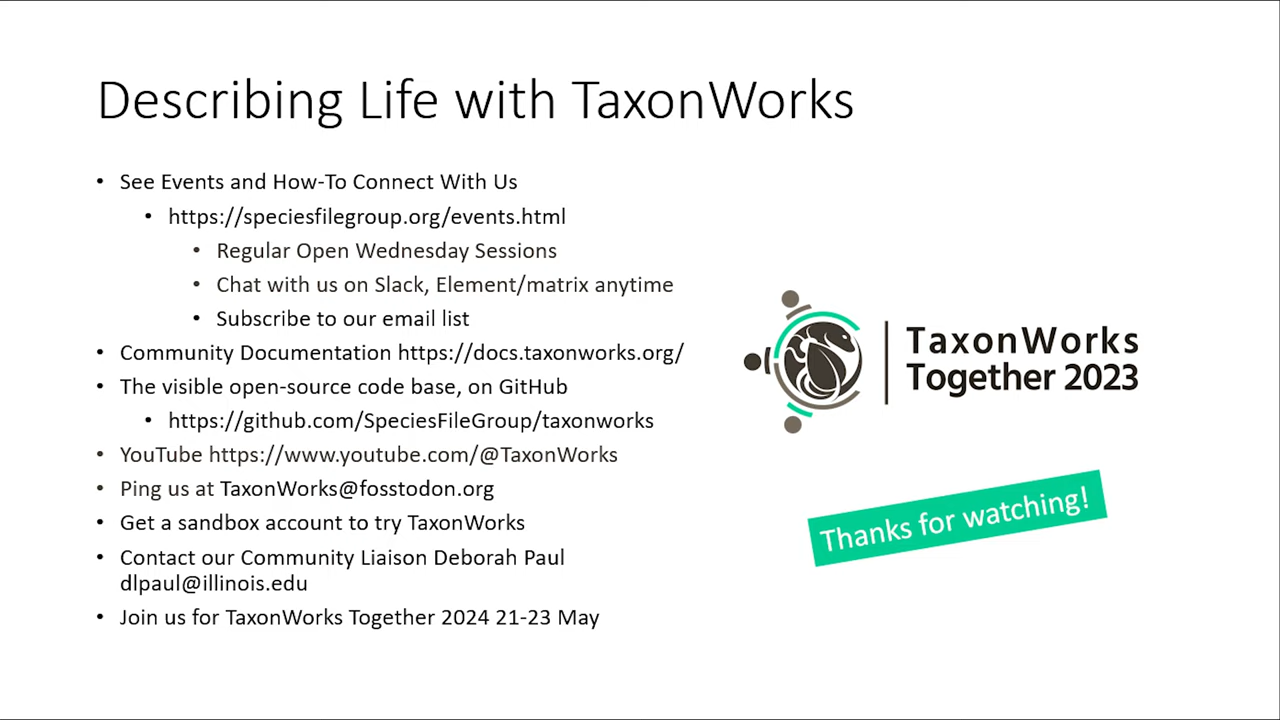 Describing Life with TaxonWorks
• See Events and How-To Connect With Us
• https://speciesfilegroup.org/events.html
• Regular Open Wednesday Sessions
• Chat with us on Slack, Element/matrix anytime
• Subscribe to our email list
• Community Documentation https://docs.taxonworks.org/
• The visible open-source code base, on GitHub
• https://github.com/SpeciesFileGroup/taxonworks
• YouTube https://www.youtube.com/@TaxonWorks
• Ping us at TaxonWorks@fosstodon.org
• Get a sandbox account to try TaxonWorks
• Contact our Community Liaison Deborah Paul
dlpaul@illinois.edu
• Join us for TaxonWorks Together 2024 21-23 May
TaxonWorks
Together 2023
Thanks for watching!